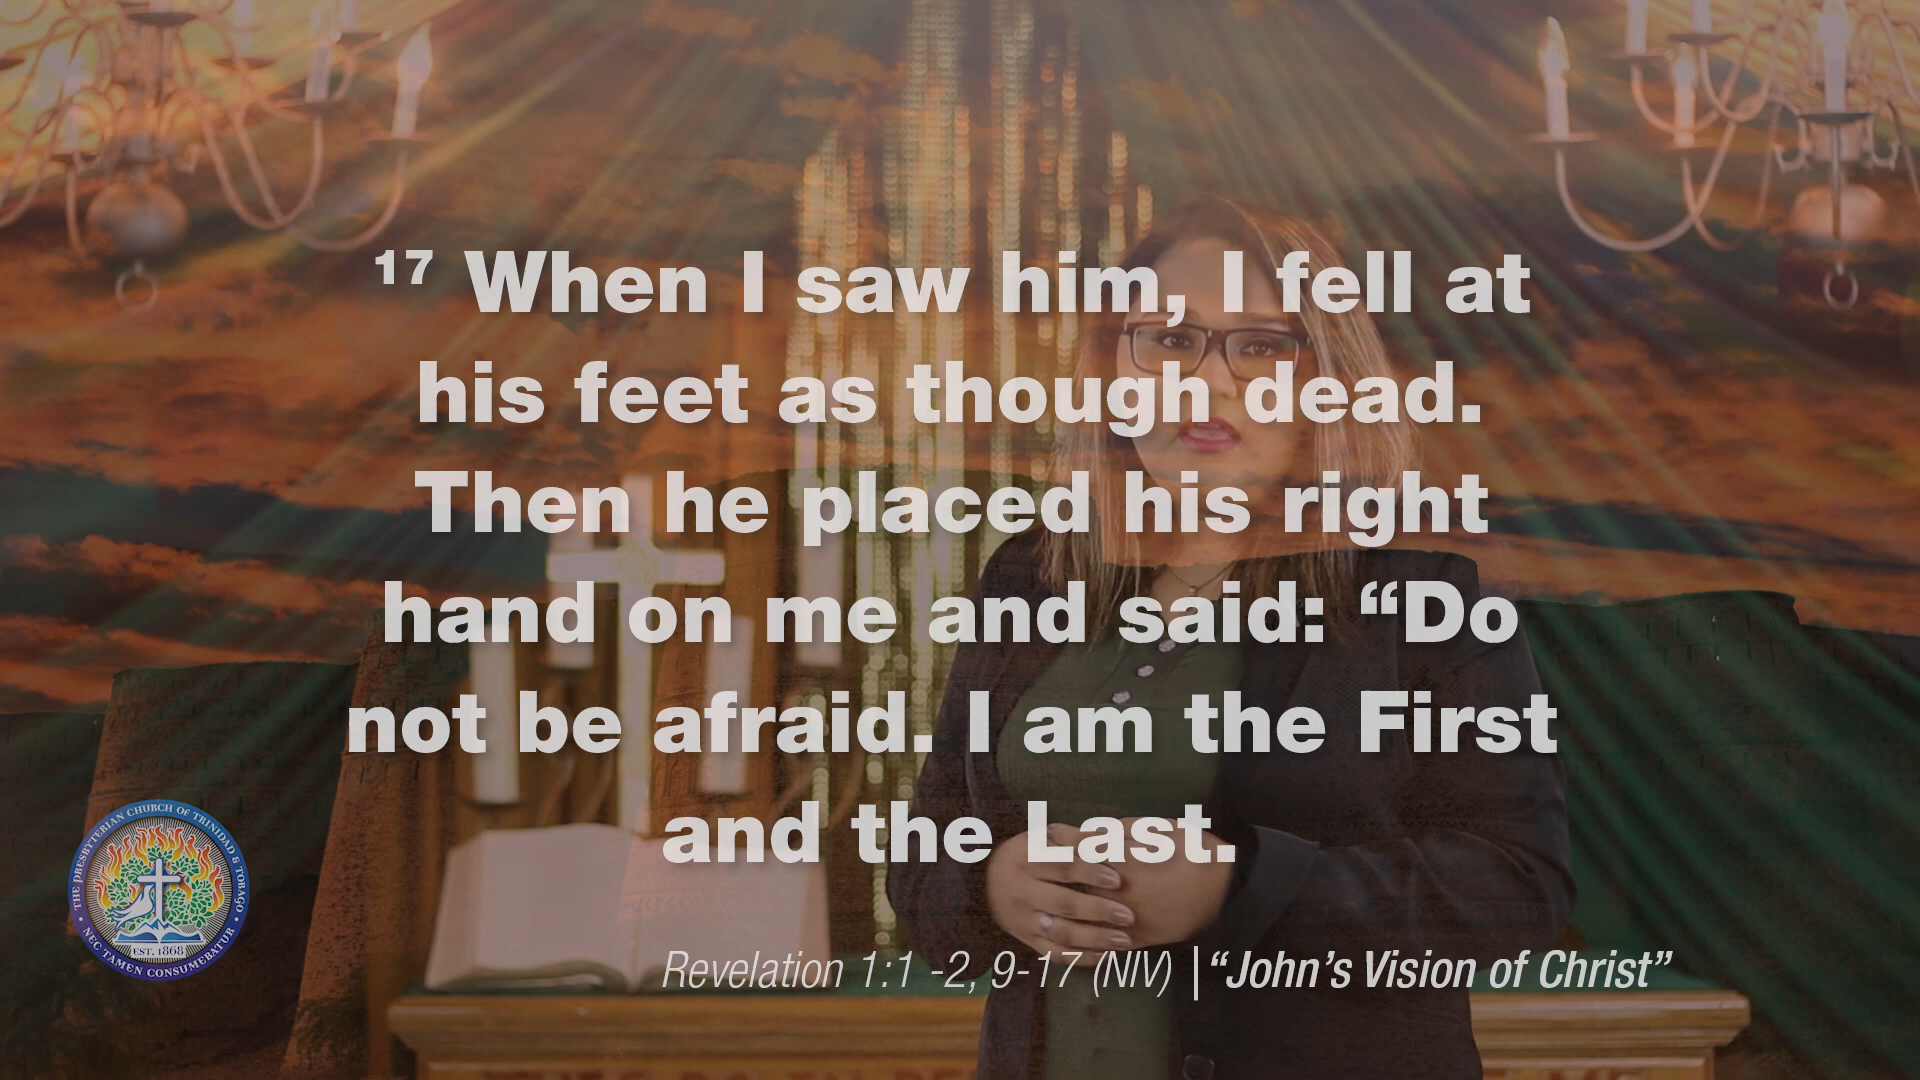 17 When I saw him, I fell at
his feet as though dead.
Then he placed his right
hand on me and said: “Do
not be afraid. I am the First
and the Last.
THE PRESBYTERIAN CHURCH OF TRINIDAD & TOBAGO
EST. 1868
• NEC TAMEN CONSUMEBATUR •
Revelation 1:1 -2, 9-17 (NIV) | “John’s Vision of Christ”